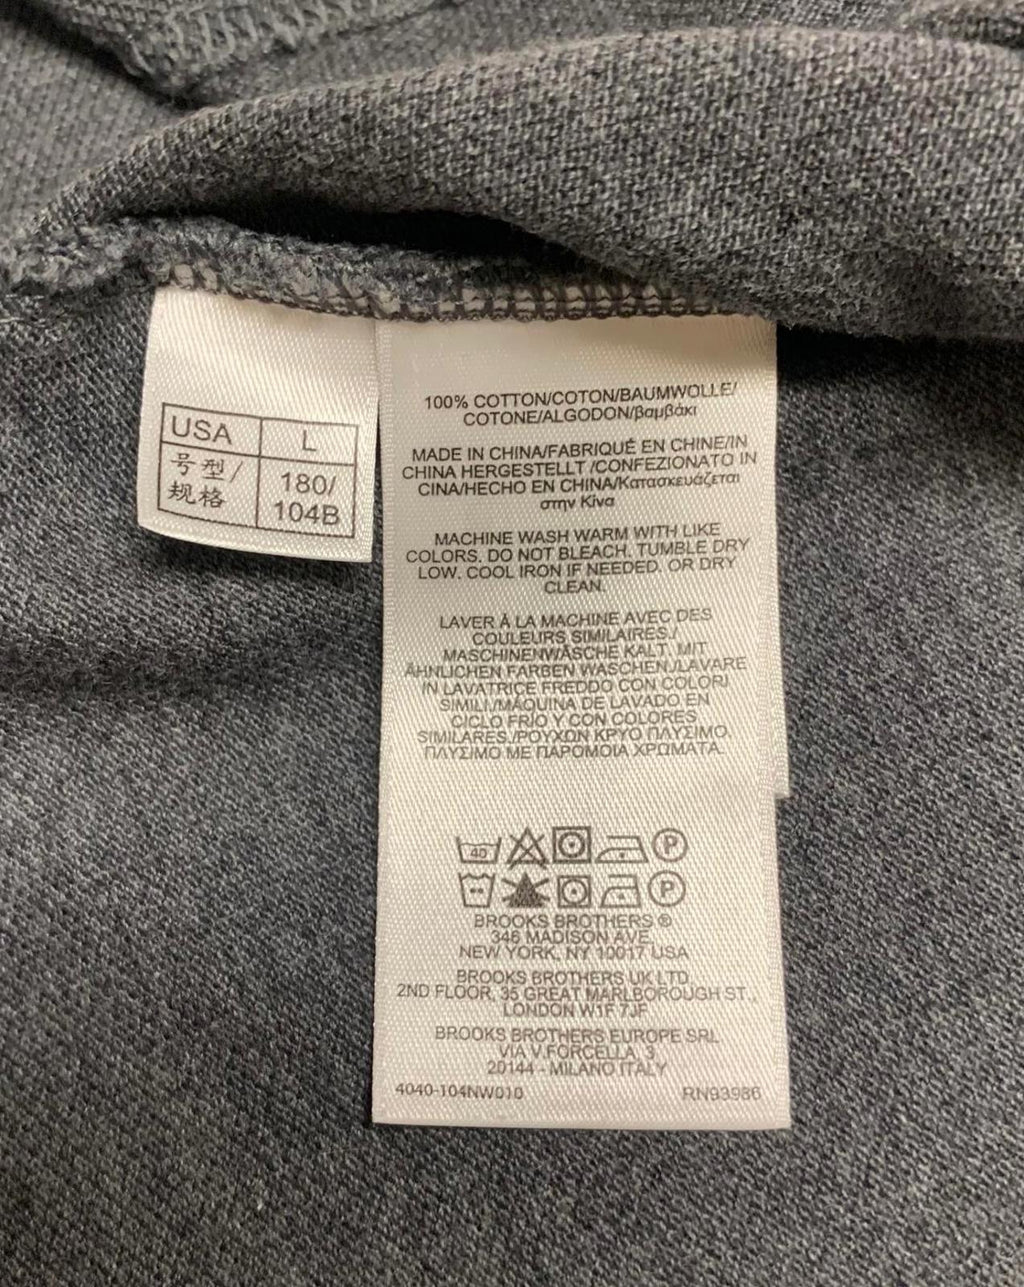 USA L
号型/ 180/
规格 104B
100% COTTON/COTON/BAUMWOLLE/
COTONE/ALGODON/βαμβάκι
MADE IN CHINA/FABRIQUÉ EN CHINE/IN
CHINA HERGESTELLT /CONFEZIONATO IN
CINA/HECHO EN CHINA/Κατασκευάζεται
στην Κίνα
MACHINE WASH WARM WITH LIKE
COLORS. DO NOT BLEACH. TUMBLE DRY
LOW. COOL IRON IF NEEDED. OR DRY
CLEAN.
LAVER À LA MACHINE AVEC DES
COULEURS SIMILAIRES./
MASCHINENWÄSCHE KALT. MIT
ÄHNLICHEN FARBEN WASCHEN./LAVARE
IN LAVATRICE FREDDO CON COLORI
SIMILI./MÁQUINA DE LAVADO EN
CICLO FRÍO Y CON COLORES
SIMILARES./ΡΟΥΧΩΝ ΚΡΥΟ ΠΛΥΣΙΜΟ.
ΠΛΥΣΙΜΟ ΜΕ ΠΑΡΟΜΟΙΑ ΧΡΩΜΑΤΑ.
40 P
P
BROOKS BROTHERS ®
346 MADISON AVE.
NEW YORK, NY 10017 USA
BROOKS BROTHERS UK LTD.
2ND FLOOR, 35 GREAT MARLBOROUGH ST.,
LONDON W1F 7JF
BROOKS BROTHERS EUROPE SRL
VIA V.FORCELLA, 3
20144 - MILANO ITALY
4040-104NW010 RN93986